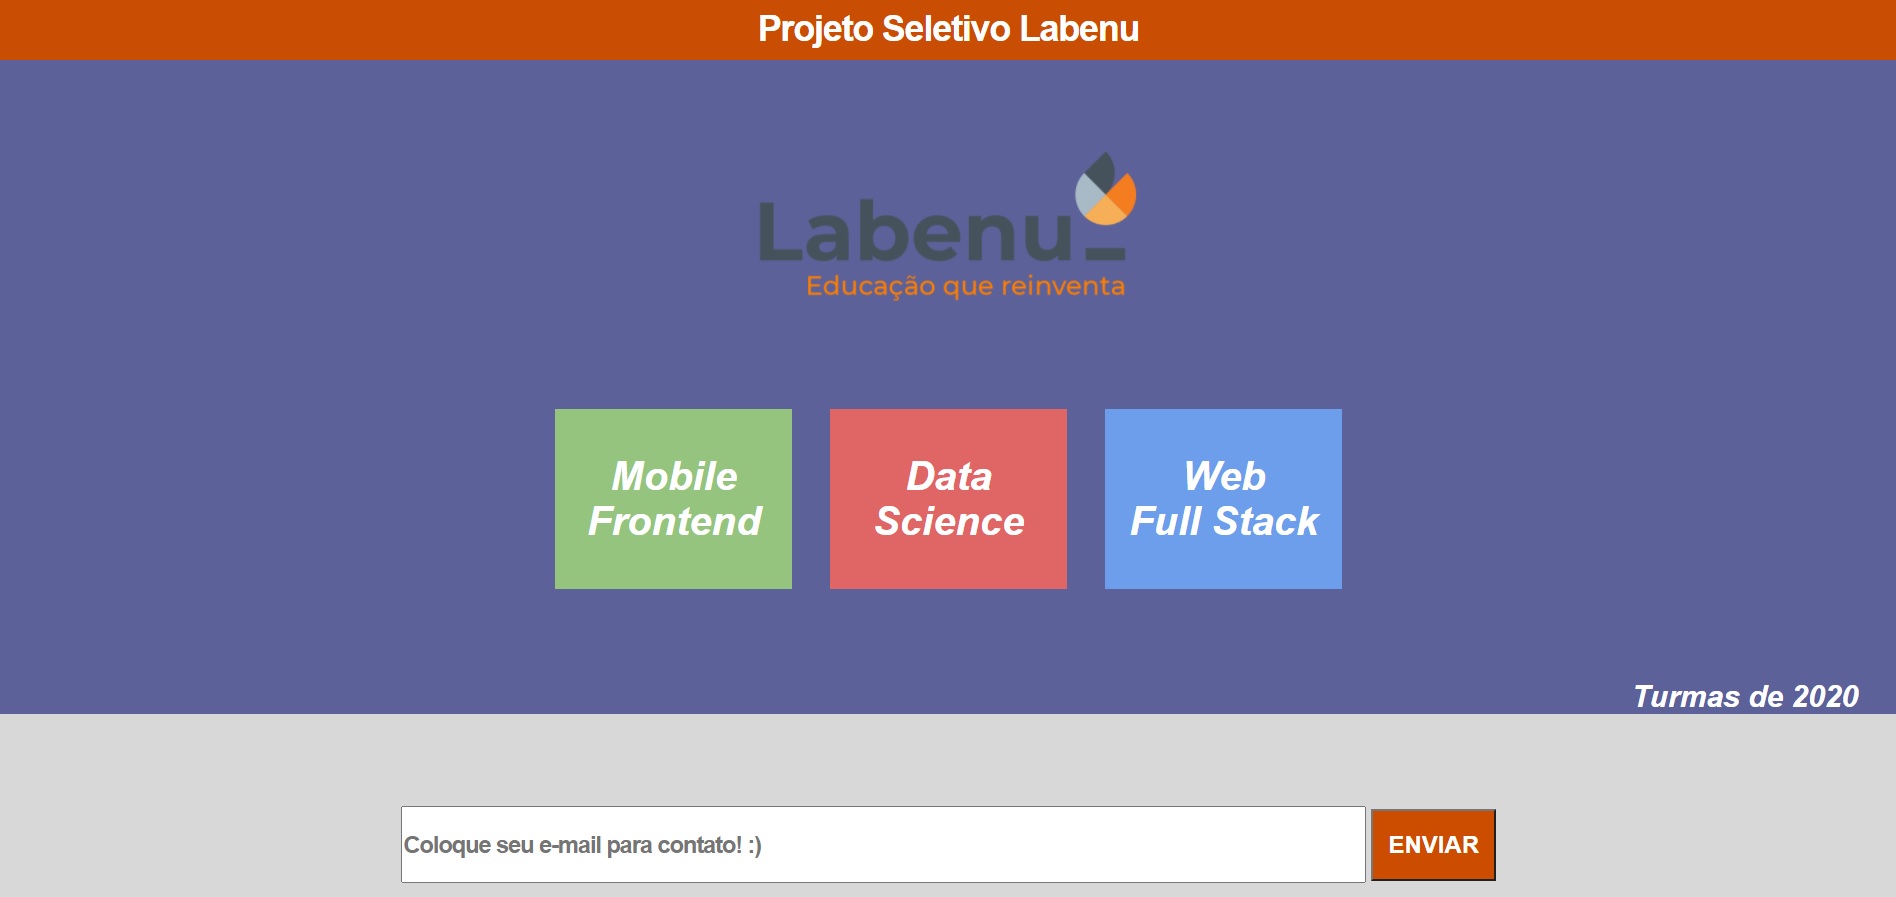 Projeto Seletivo Labenu
Labenu_
Educação que reinventa
Mobile
Frontend
Data
Science
Web
Full Stack
Turmas de 2020
Coloque seu e-mail para contato! :)
ENVIAR